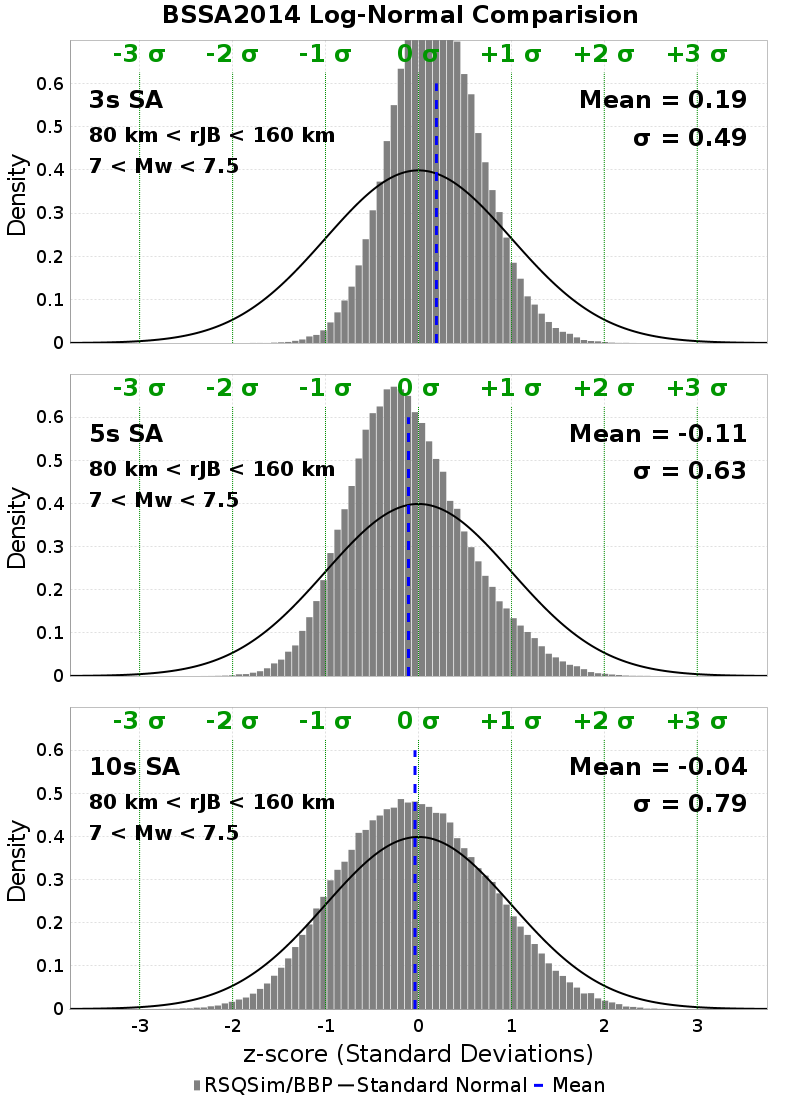 BSSA2014 Log-Normal Comparision
-3 σ -2 σ -1 σ 0 σ +1 σ +2 σ +3 σ
3s SA
80 km < rJB < 160 km
7 < Mw < 7.5
Mean = 0.19
σ = 0.49
Density
0.6
0.5
0.4
0.3
0.2
0.1
0
-3 σ -2 σ -1 σ 0 σ +1 σ +2 σ +3 σ
5s SA
80 km < rJB < 160 km
7 < Mw < 7.5
Mean = -0.11
σ = 0.63
Density
0.6
0.5
0.4
0.3
0.2
0.1
0
-3 σ -2 σ -1 σ 0 σ +1 σ +2 σ +3 σ
10s SA
80 km < rJB < 160 km
7 < Mw < 7.5
Mean = -0.04
σ = 0.79
Density
0.6
0.5
0.4
0.3
0.2
0.1
0
-3 -2 -1 0 1 2 3
z-score (Standard Deviations)
RSQSim/BBP Standard Normal Mean